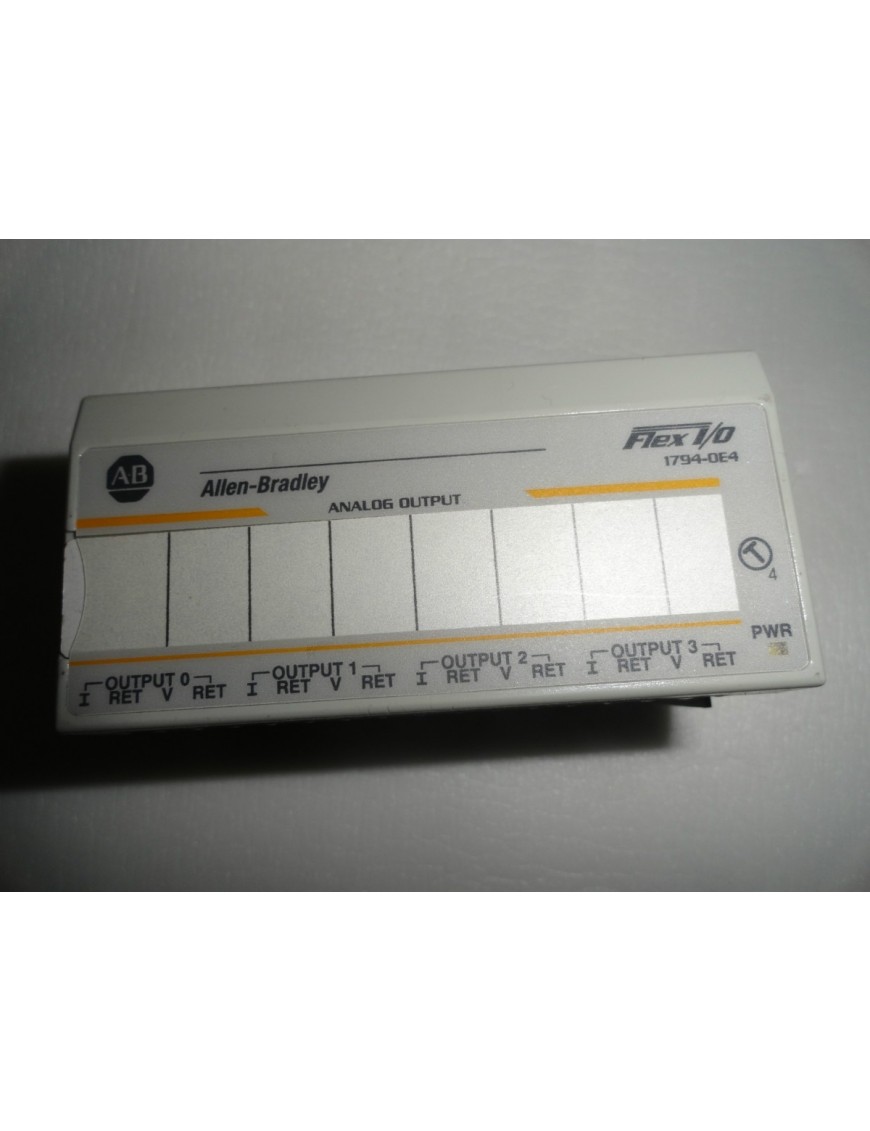 Flex I/O
1794-OE4
AB
Allen-Bradley
ANALOG OUTPUT
4
PWR
OUTPUT 0 OUTPUT 1 OUTPUT 2 OUTPUT 3
I RET V RET I RET V RET I RET V RET I RET V RET